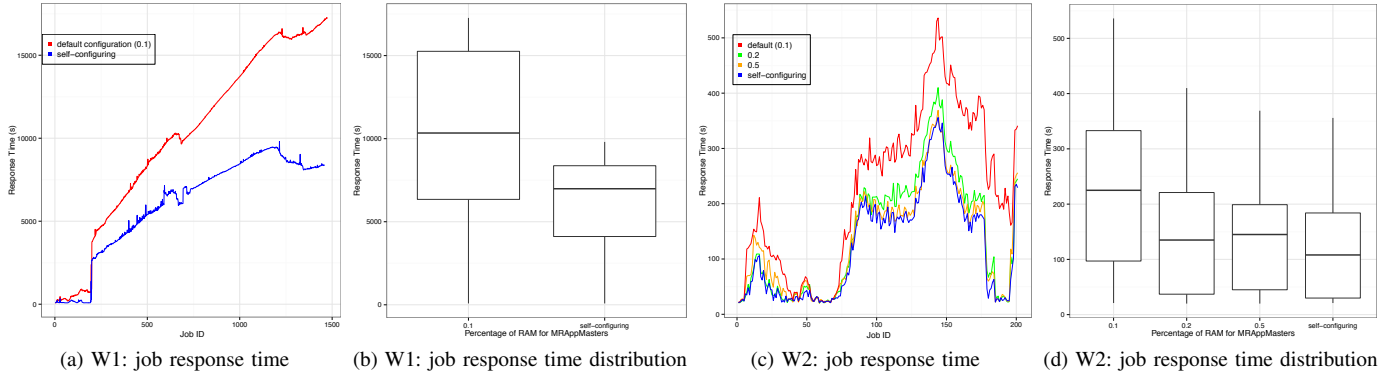 default configuration (0.1)
self−configuring
15000
10000
5000
0
0
500
1000
1500
Response Time (s)
Job ID
(a) W1: job response time
15000
10000
5000
0
0.1
self−configuring
Response Time (s)
Percentage of RAM for MRAppMasters
(b) W1: job response time distribution
default (0.1)
0.2
0.5
self−configuring
500
400
300
200
100
0
0
50
100
150
200
Response Time (s)
Job ID
(c) W2: job response time
500
400
300
200
100
0
0.1
0.2
0.5
self−configuring
Response Time (s)
Percentage of RAM for MRAppMasters
(d) W2: job response time distribution